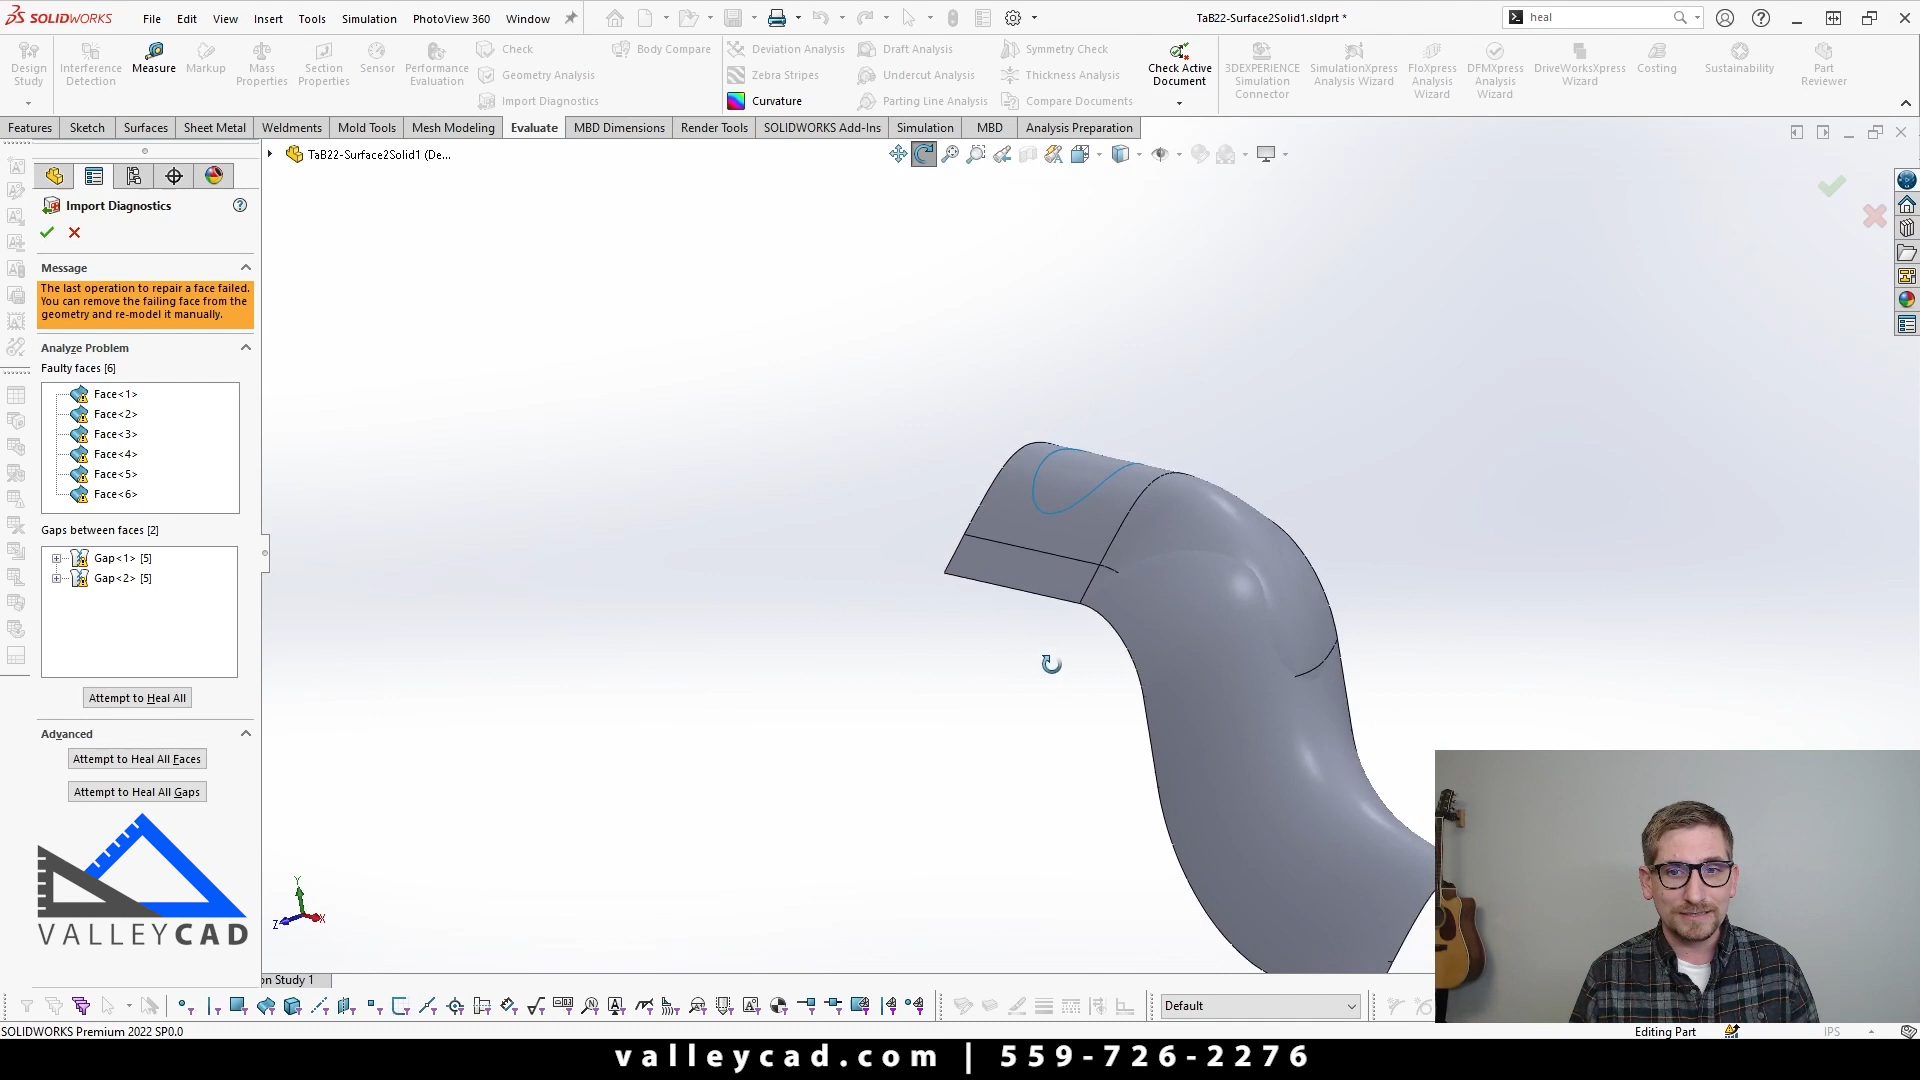 SOLIDWORKS
File Edit View Insert Tools Simulation PhotoView 360 Window
TaB22-Surface2Solid1.sldprt *
heal
Design Study
Interference Detection
Measure
Markup
Mass Properties
Section Properties
Sensor
Performance Evaluation
Check
Geometry Analysis
Import Diagnostics
Body Compare
Deviation Analysis
Zebra Stripes
Curvature
Draft Analysis
Undercut Analysis
Parting Line Analysis
Symmetry Check
Thickness Analysis
Compare Documents
Check Active Document
3DEXPERIENCE Simulation Connector
SimulationXpress Analysis Wizard
FloXpress Analysis Wizard
DFMXpress Analysis Wizard
DriveWorksXpress Wizard
Costing
Sustainability
Part Reviewer
Features Sketch Surfaces Sheet Metal Weldments Mold Tools Mesh Modeling Evaluate MBD Dimensions Render Tools SOLIDWORKS Add-Ins Simulation MBD Analysis Preparation
TaB22-Surface2Solid1 (De...
Import Diagnostics
Message
The last operation to repair a face failed.
You can remove the failing face from the
geometry and re-model it manually.
Analyze Problem
Faulty faces [6]
Face<1>
Face<2>
Face<3>
Face<4>
Face<5>
Face<6>
Gaps between faces [2]
Gap<1> [5]
Gap<2> [5]
Attempt to Heal All
Advanced
Attempt to Heal All Faces
Attempt to Heal All Gaps
VALLEYCAD
Y
Z
X
on Study 1
Default
SOLIDWORKS Premium 2022 SP0.0
Editing Part
IPS
valleycad.com | 559-726-2276